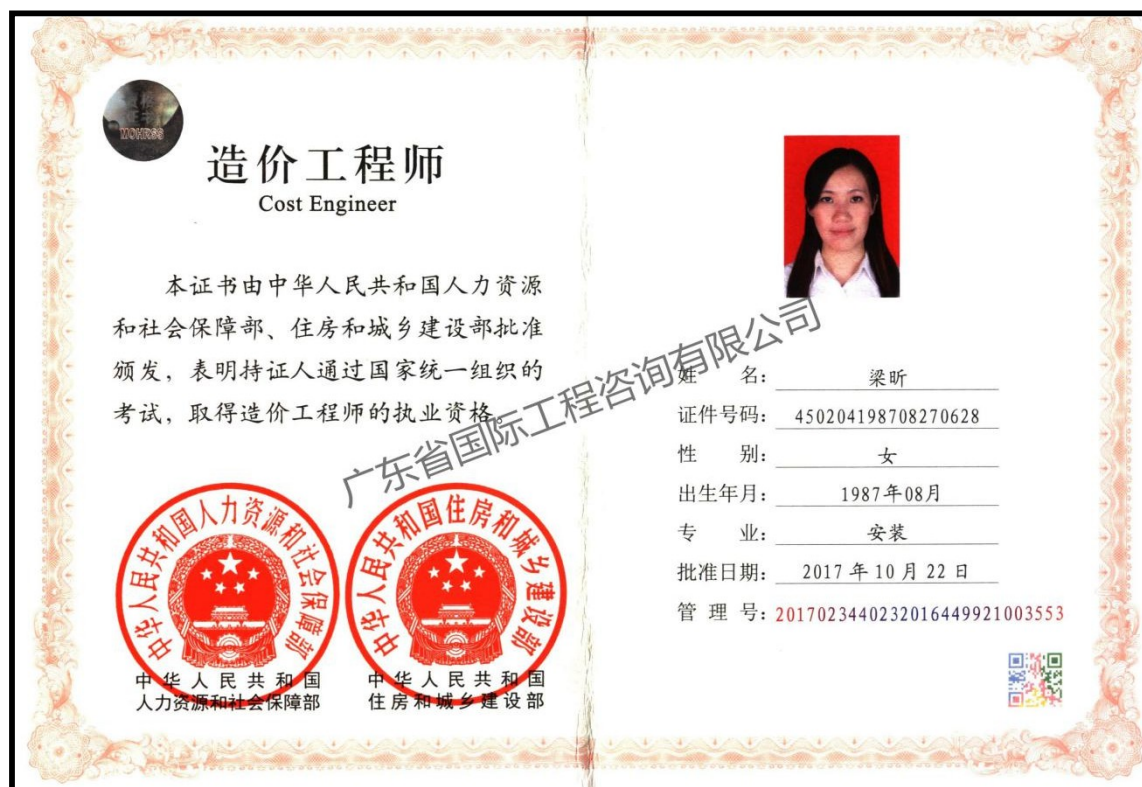 MOHRSS
造价工程师
Cost Engineer
本证书由中华人民共和国人力资源
和社会保障部、住房和城乡建设部批准
颁发，表明持证人通过国家统一组织的
考试，取得造价工程师的执业资格。
中华人民共和国人力资源和社会保障部
中华人民共和国
人力资源和社会保障部
中华人民共和国住房和城乡建设部
中华人民共和国
住房和城乡建设部
广东省国际工程咨询有限公司
姓 名： 梁昕
证件号码： 450204198708270628
性 别： 女
出生年月： 1987年08月
专 业： 安装
批准日期： 2017年10月22日
管 理 号： 2017023440232016449921003553